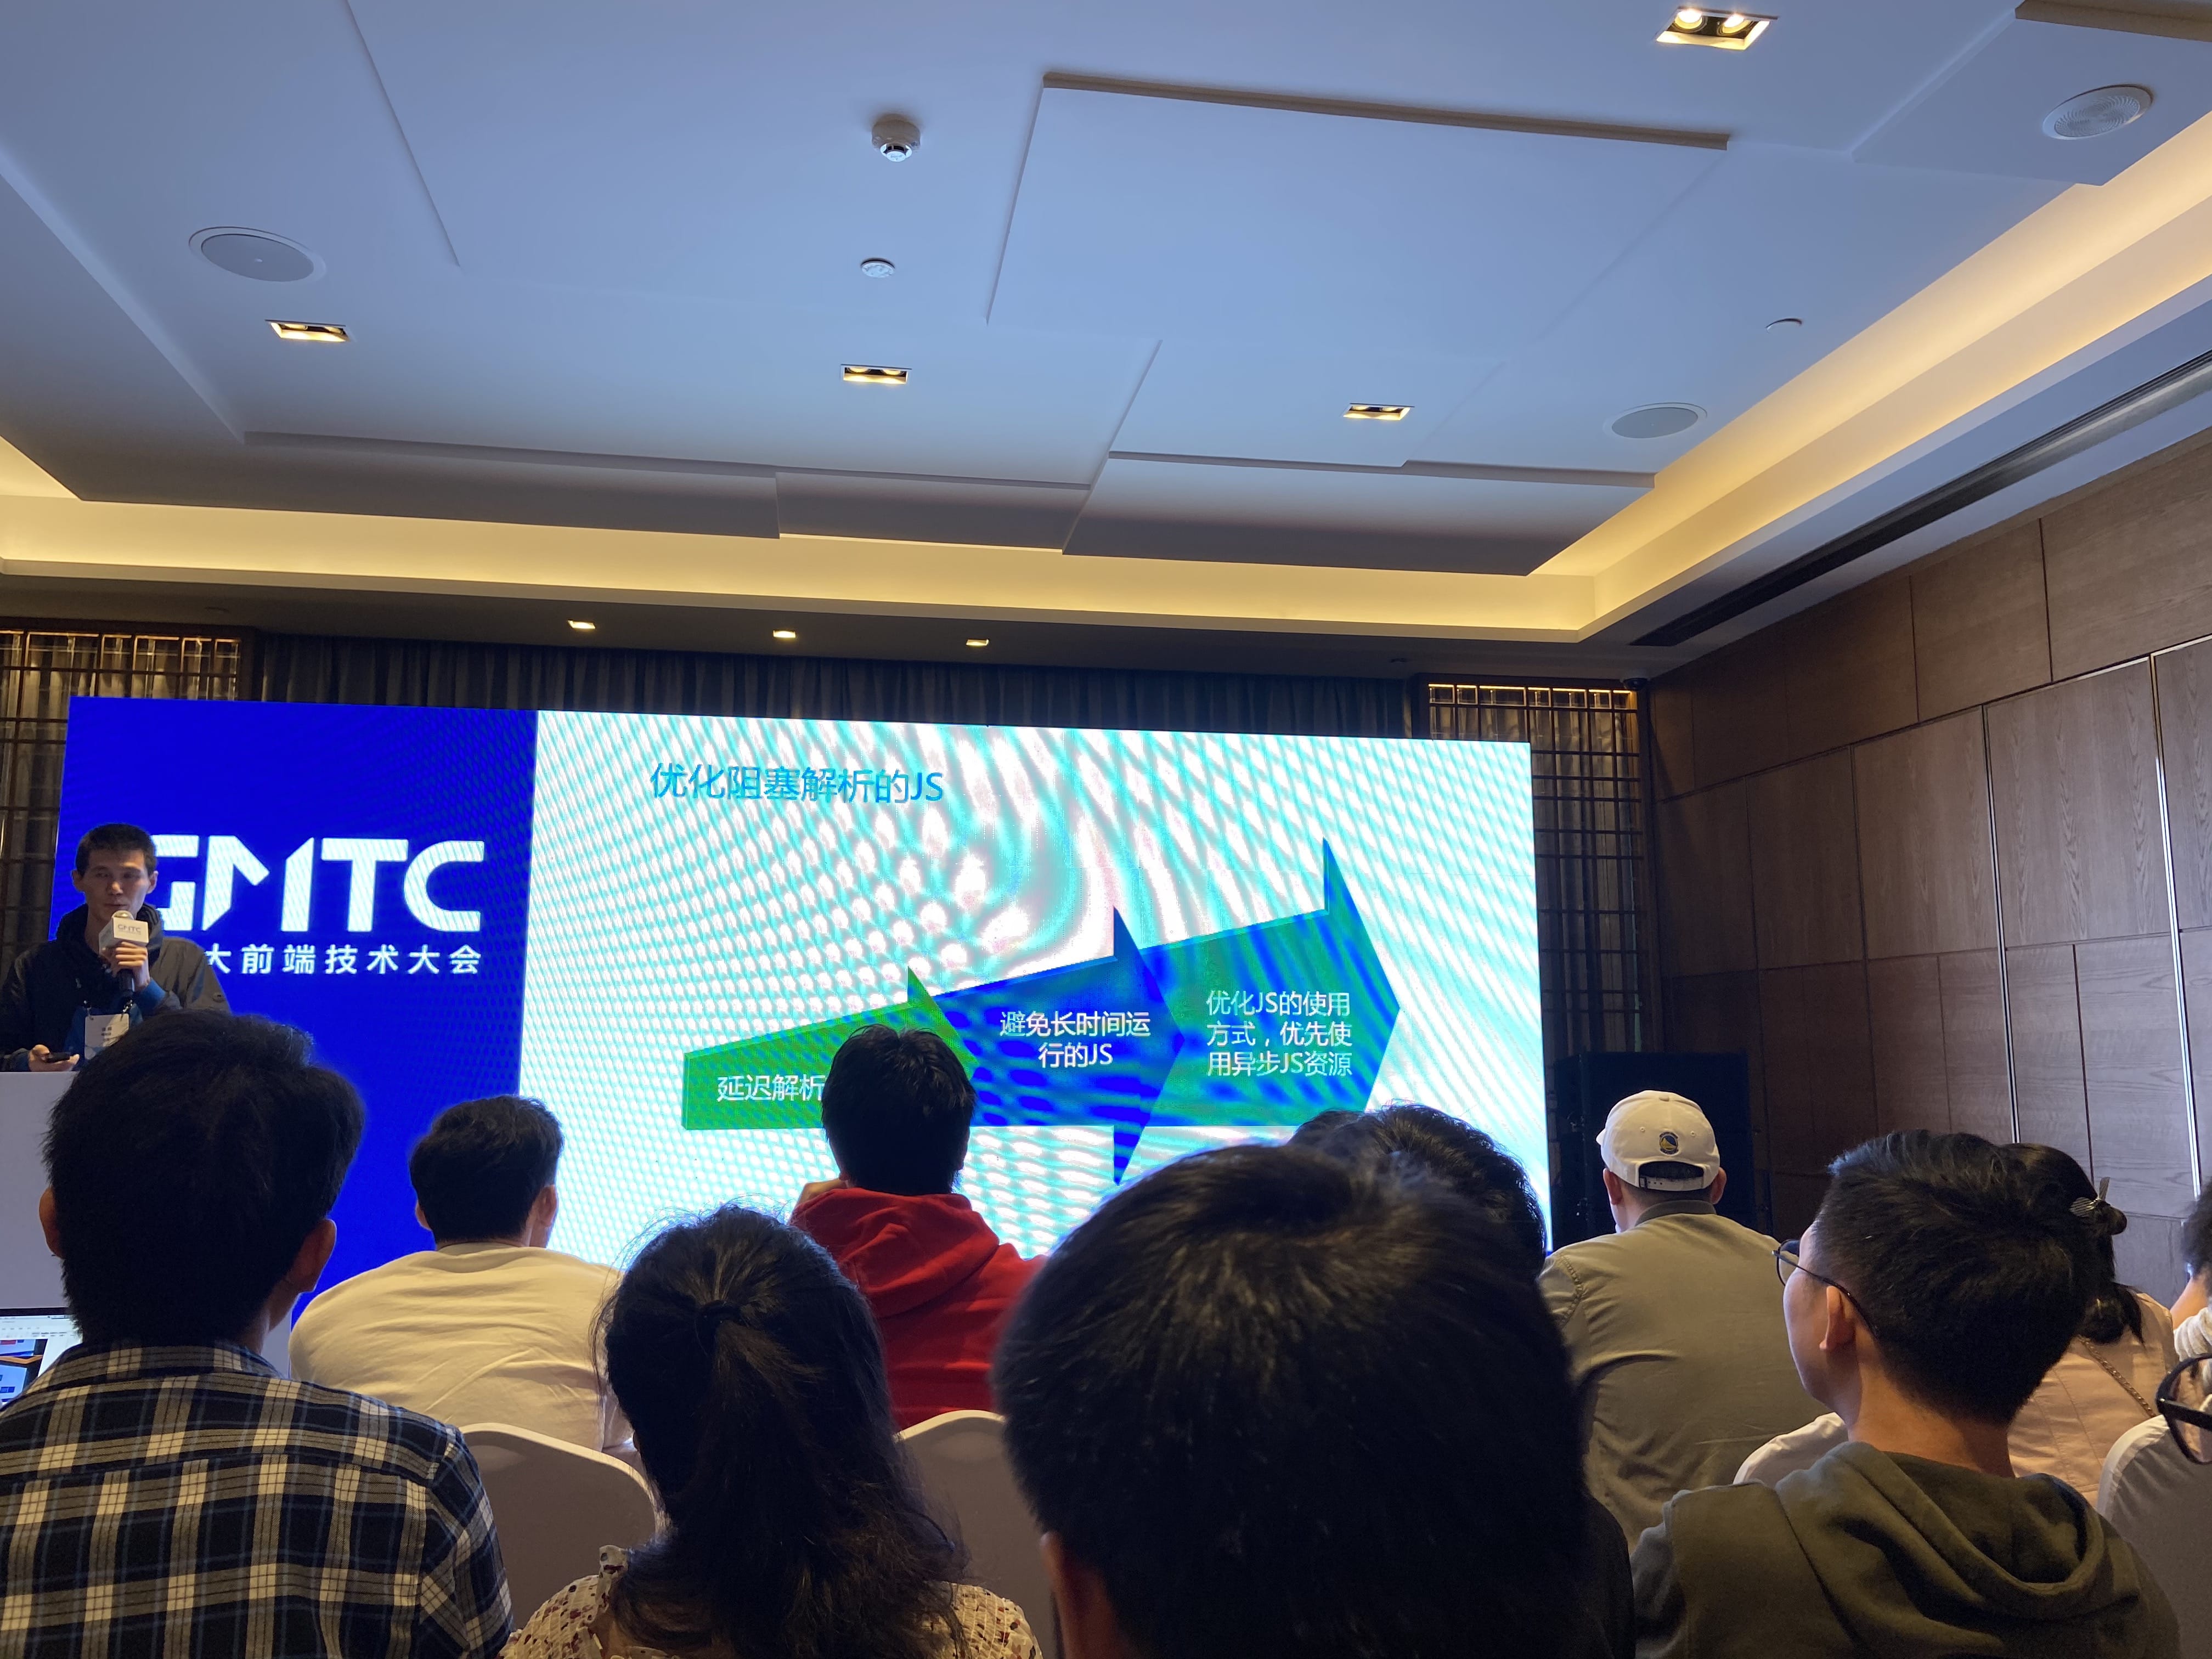 优化阻塞解析的JS
GMTC
大前端技术大会
GMTC
延迟解析
避免长时间运
行的JS
优化JS的使用
方式，优先使
用异步JS资源